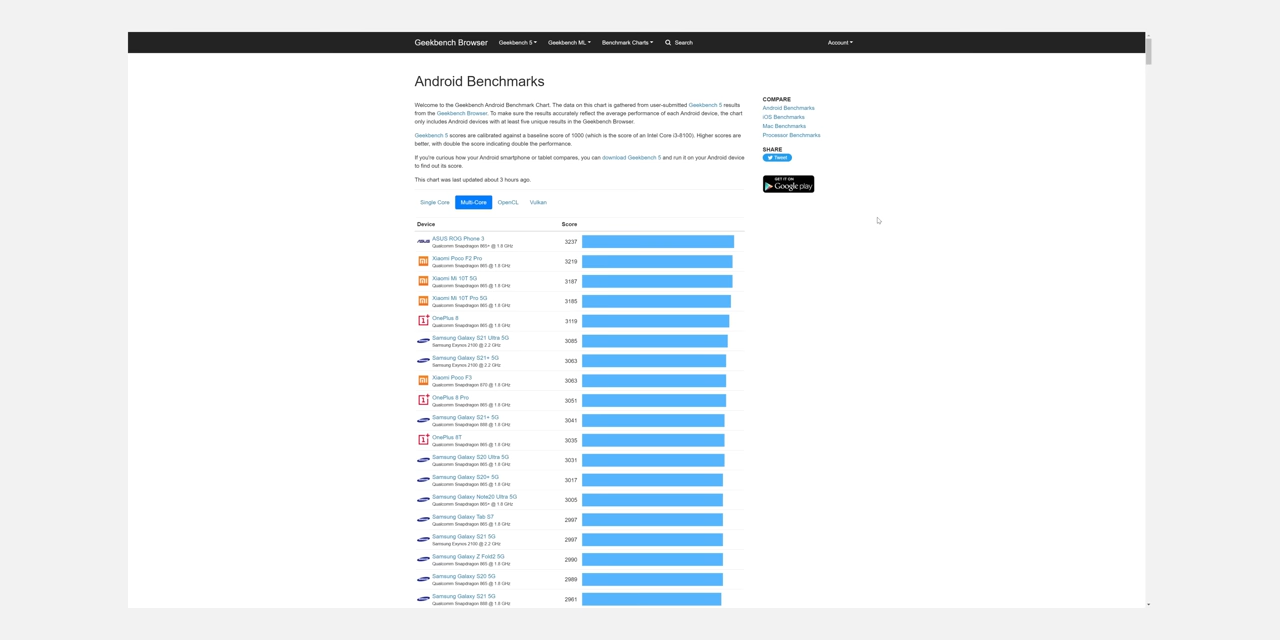 Geekbench Browser Geekbench 5 Geekbench ML Benchmark Charts Search Account
Android Benchmarks
Welcome to the Geekbench Android Benchmark Chart. The data on this chart is gathered from user-submitted Geekbench 5 results
from the Geekbench Browser. To make sure the results accurately reflect the average performance of each Android device, the chart
only includes Android devices with at least five unique results in the Geekbench Browser.
Geekbench 5 scores are calibrated against a baseline score of 1000 (which is the score of an Intel Core i3-8100). Higher scores are
better, with double the score indicating double the performance.
If you're curious how your Android smartphone or tablet compares, you can download Geekbench 5 and run it on your Android device
to find out its score.
This chart was last updated about 3 hours ago.
COMPARE
Android Benchmarks
iOS Benchmarks
Mac Benchmarks
Processor Benchmarks
SHARE
Tweet
GET IT ON
Google play
Single Core Multi-Core OpenCL Vulkan
Device Score
ASUS ROG Phone 3
Qualcomm Snapdragon 865+ @ 1.8 GHz
3237
Xiaomi Poco F2 Pro
Qualcomm Snapdragon 865 @ 1.8 GHz
3219
Xiaomi Mi 10T 5G
Qualcomm Snapdragon 865 @ 1.8 GHz
3187
Xiaomi Mi 10T Pro 5G
Qualcomm Snapdragon 865 @ 1.8 GHz
3185
OnePlus 8
Qualcomm Snapdragon 865 @ 1.8 GHz
3119
Samsung Galaxy S21 Ultra 5G
Samsung Exynos 2100 @ 2.2 GHz
3085
Samsung Galaxy S21+ 5G
Samsung Exynos 2100 @ 2.2 GHz
3063
Xiaomi Poco F3
Qualcomm Snapdragon 870 @ 1.8 GHz
3063
OnePlus 8 Pro
Qualcomm Snapdragon 865 @ 1.8 GHz
3051
Samsung Galaxy S21+ 5G
Qualcomm Snapdragon 888 @ 1.8 GHz
3041
OnePlus 8T
Qualcomm Snapdragon 865 @ 1.8 GHz
3035
Samsung Galaxy S20 Ultra 5G
Qualcomm Snapdragon 865 @ 1.8 GHz
3031
Samsung Galaxy S20+ 5G
Qualcomm Snapdragon 865 @ 1.8 GHz
3017
Samsung Galaxy Note20 Ultra 5G
Qualcomm Snapdragon 865+ @ 1.8 GHz
3005
Samsung Galaxy Tab S7
Qualcomm Snapdragon 865 @ 1.8 GHz
2997
Samsung Galaxy S21 5G
Samsung Exynos 2100 @ 2.2 GHz
2997
Samsung Galaxy Z Fold2 5G
Qualcomm Snapdragon 865 @ 1.8 GHz
2990
Samsung Galaxy S20 5G
Qualcomm Snapdragon 865 @ 1.8 GHz
2989
Samsung Galaxy S21 5G
Qualcomm Snapdragon 888 @ 1.8 GHz
2961